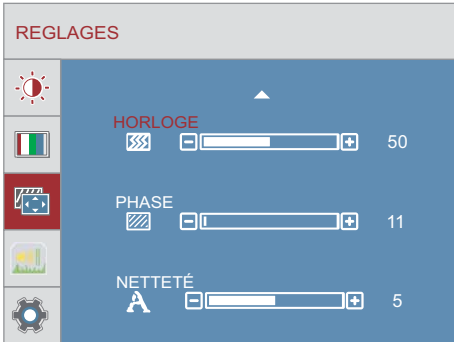 REGLAGES
HORLOGE
50
PHASE
11
NETTETÉ
5